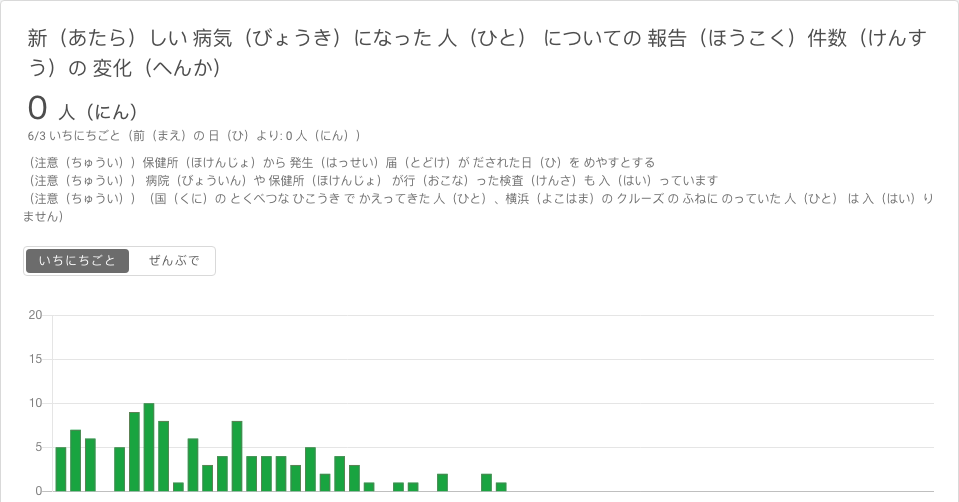 新（あたら）しい 病気（びょうき）になった 人（ひと） についての 報告（ほうこく）件数（けんす
う）の 変化（へんか）
0 人（にん）
6/3 いちにちごと（前（まえ）の 日（ひ）より: 0 人（にん））
（注意（ちゅうい））保健所（ほけんじょ）から 発生（はっせい）届（とどけ）が だされた日（ひ）を めやすとする
（注意（ちゅうい）） 病院（びょういん）や 保健所（ほけんじょ） が行（おこな）った検査（けんさ）も 入（はい）っています
（注意（ちゅうい））（国（くに）の とくべつな ひこうき で かえってきた 人（ひと）、横浜（よこはま）の クルーズ の ふねに のっていた 人（ひと） は 入（はい）り
ません）
いちにちごと ぜんぶで
20
15
10
5
0